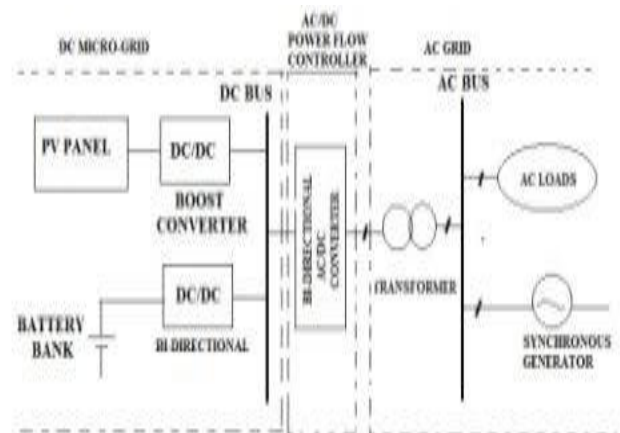 DC MICRO-GRID
AC/DC
POWER FLOW
CONTROLLER
AC GRID
DC BUS
AC BUS
PV PANEL
DC/DC
BOOST
CONVERTER
BI-DIRECTIONAL
AC/DC
CONVERTER
AC LOADS
TRANSFORMER
DC/DC
BI-DIRECTIONAL
BATTERY
BANK
SYNCHRONOUS
GENERATOR